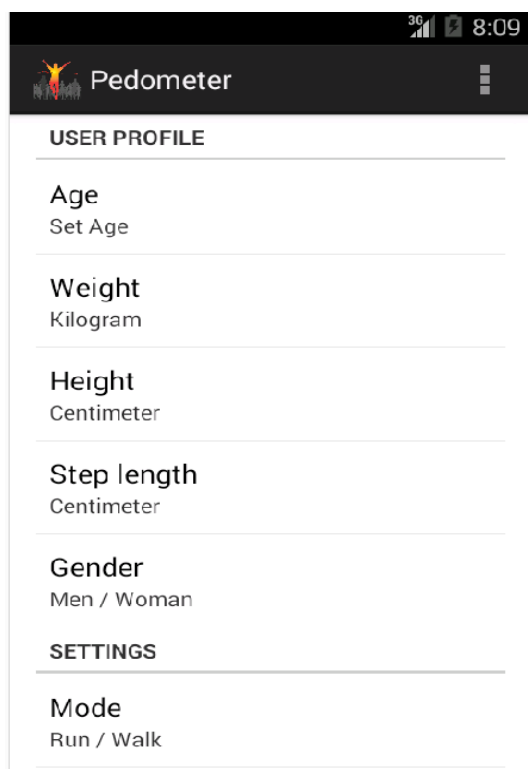 3G 8:09
Pedometer
USER PROFILE
Age
Set Age
Weight
Kilogram
Height
Centimeter
Step length
Centimeter
Gender
Men / Woman
SETTINGS
Mode
Run / Walk